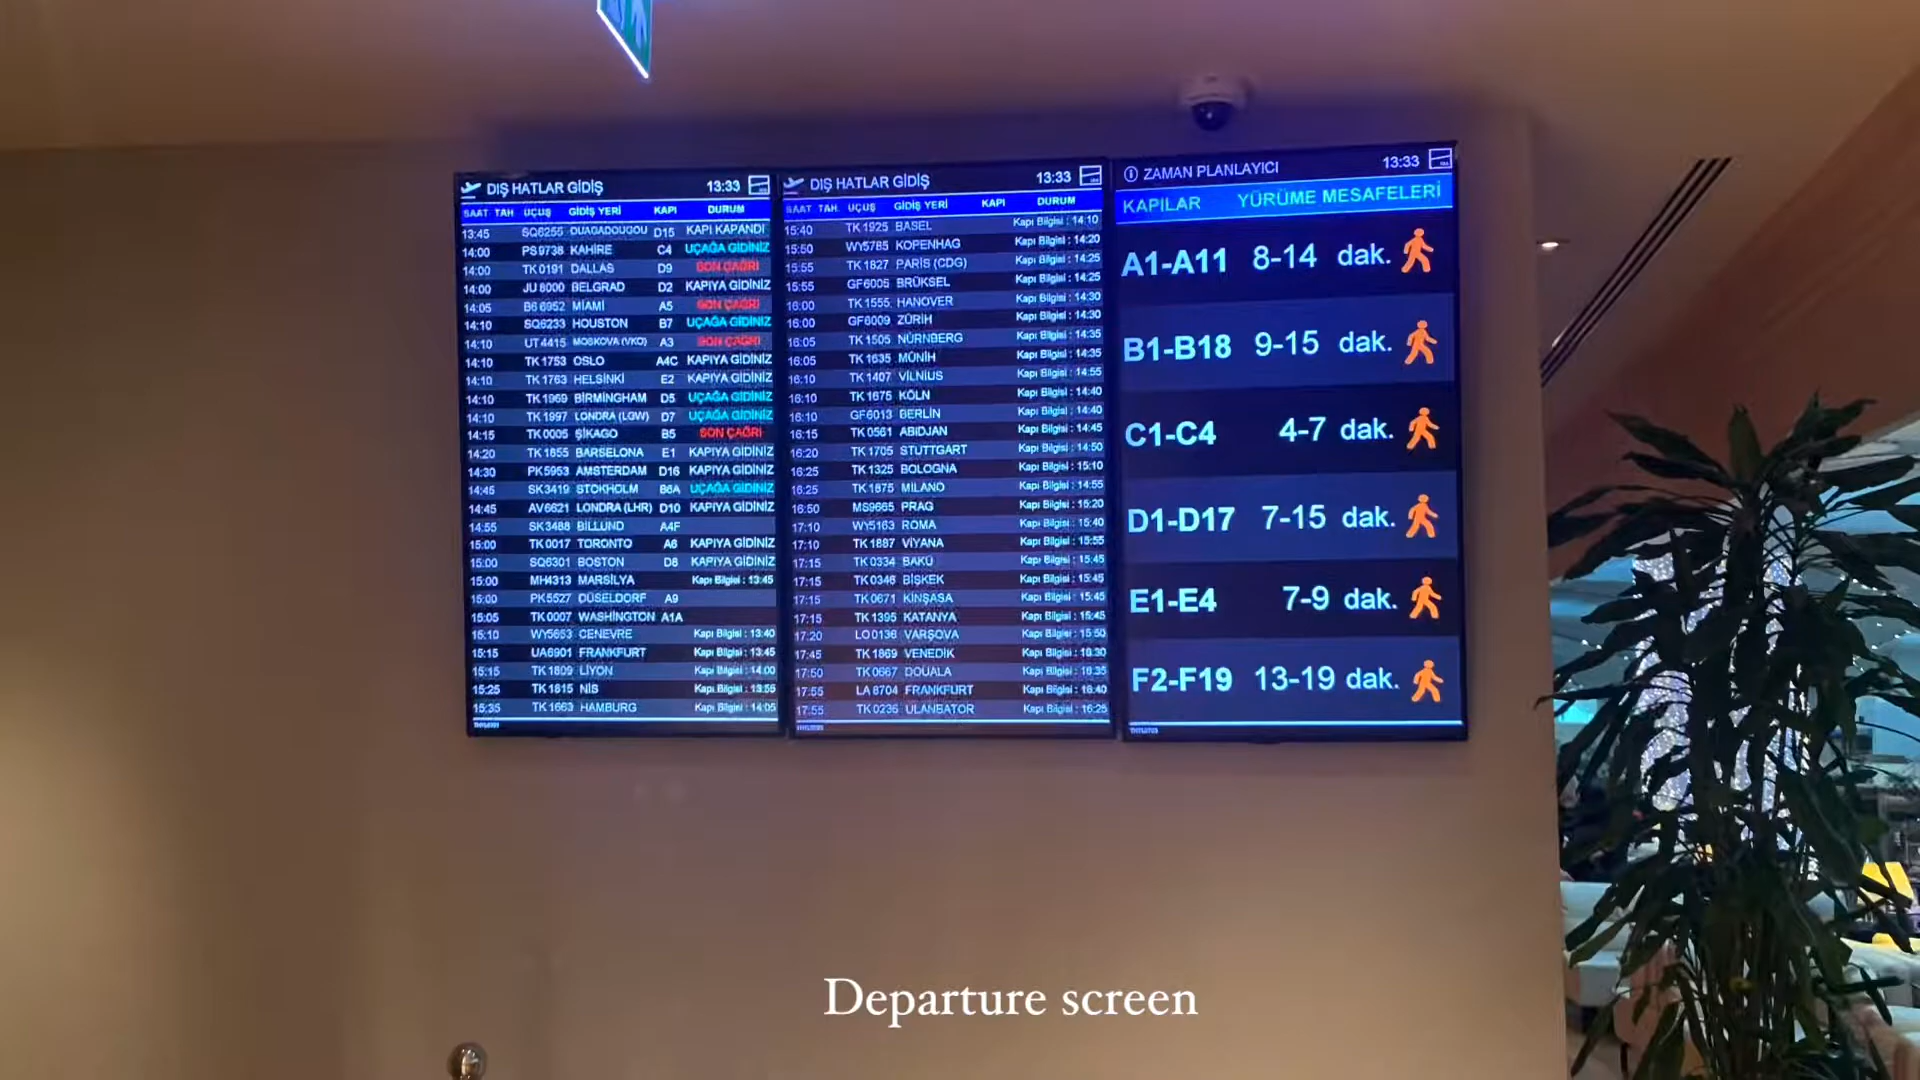 DIŞ HATLAR GİDİŞ 13:33
SAAT TAH. UÇUŞ GİDİŞ YERİ KAPI DURUM
13:45 SQ6255 OUAGADOUGOU D15 KAPI KAPANDI
14:00 PS9738 KAHİRE C4 UÇAĞA GİDİNİZ
14:00 TK0191 DALLAS D9 SON ÇAĞRI
14:00 JU8000 BELGRAD D2 KAPIYA GİDİNİZ
14:05 B66952 MİAMİ A5 SON ÇAĞRI
14:10 SQ6233 HOUSTON B7 UÇAĞA GİDİNİZ
14:10 UT4415 MOSKOVA (VKO) A3 SON ÇAĞRI
14:10 TK1753 OSLO A4C KAPIYA GİDİNİZ
14:10 TK1763 HELSİNKİ E2 KAPIYA GİDİNİZ
14:10 TK1969 BİRMİNGHAM D5 UÇAĞA GİDİNİZ
14:10 TK1997 LONDRA (LGW) D7 UÇAĞA GİDİNİZ
14:15 TK0005 ŞİKAGO B5 SON ÇAĞRI
14:20 TK1855 BARSELONA E1 KAPIYA GİDİNİZ
14:30 PK5953 AMSTERDAM D16 KAPIYA GİDİNİZ
14:45 SK3419 STOKHOLM B6A UÇAĞA GİDİNİZ
14:45 AV6621 LONDRA (LHR) D10 KAPIYA GİDİNİZ
14:55 SK3488 BILLUND A4F
15:00 TK0017 TORONTO A6 KAPIYA GİDİNİZ
15:00 SQ6301 BOSTON D8 KAPIYA GİDİNİZ
15:00 MH4313 MARSİLYA Kapı Bilgisi : 13:45
15:00 PK5527 DÜSELDORF A9
15:05 TK0007 WASHİNGTON A1A
15:10 WY5653 CENEVRE Kapı Bilgisi : 13:40
15:15 UA6901 FRANKFURT Kapı Bilgisi : 13:45
15:15 TK1809 LİYON Kapı Bilgisi : 14:00
15:25 TK1815 NİS Kapı Bilgisi : 13:55
15:35 TK1663 HAMBURG Kapı Bilgisi : 14:05
DIŞ HATLAR GİDİŞ 13:33
SAAT TAH. UÇUŞ GİDİŞ YERİ KAPI DURUM
15:40 TK1925 BASEL Kapı Bilgisi : 14:10
15:50 WY5785 KOPENHAG Kapı Bilgisi : 14:20
15:55 TK1827 PARİS (CDG) Kapı Bilgisi : 14:25
15:55 GF6005 BRÜKSEL Kapı Bilgisi : 14:25
16:00 TK1555 HANOVER Kapı Bilgisi : 14:30
16:00 GF6009 ZÜRİH Kapı Bilgisi : 14:30
16:05 TK1505 NÜRNBERG Kapı Bilgisi : 14:35
16:05 TK1635 MÜNİH Kapı Bilgisi : 14:35
16:10 TK1407 VİLNİUS Kapı Bilgisi : 14:55
16:10 TK1675 KÖLN Kapı Bilgisi : 14:40
16:10 GF6013 BERLİN Kapı Bilgisi : 14:40
16:15 TK0561 ABIDJAN Kapı Bilgisi : 14:45
16:20 TK1705 STUTTGART Kapı Bilgisi : 14:50
16:25 TK1325 BOLOGNA Kapı Bilgisi : 15:10
16:25 TK1875 MILANO Kapı Bilgisi : 14:55
16:50 MS9665 PRAG Kapı Bilgisi : 15:20
17:10 WY5163 ROMA Kapı Bilgisi : 15:40
17:10 TK1887 VİYANA Kapı Bilgisi : 15:55
17:15 TK0334 BAKÜ Kapı Bilgisi : 15:45
17:15 TK0346 BİŞKEK Kapı Bilgisi : 15:45
17:15 TK0671 KİNŞASA Kapı Bilgisi : 15:45
17:15 TK1395 KATANYA Kapı Bilgisi : 15:45
17:20 LO0136 VARŞOVA Kapı Bilgisi : 15:50
17:45 TK1869 VENEDİK Kapı Bilgisi : 16:30
17:50 TK0667 DOUALA Kapı Bilgisi : 16:35
17:55 LA8704 FRANKFURT Kapı Bilgisi : 16:40
17:55 TK0236 ULANBATOR Kapı Bilgisi : 16:25
ZAMAN PLANLAYICI 13:33
KAPILAR YÜRÜME MESAFELERİ
A1-A11 8-14 dak.
B1-B18 9-15 dak.
C1-C4 4-7 dak.
D1-D17 7-15 dak.
E1-E4 7-9 dak.
F2-F19 13-19 dak.
Departure screen